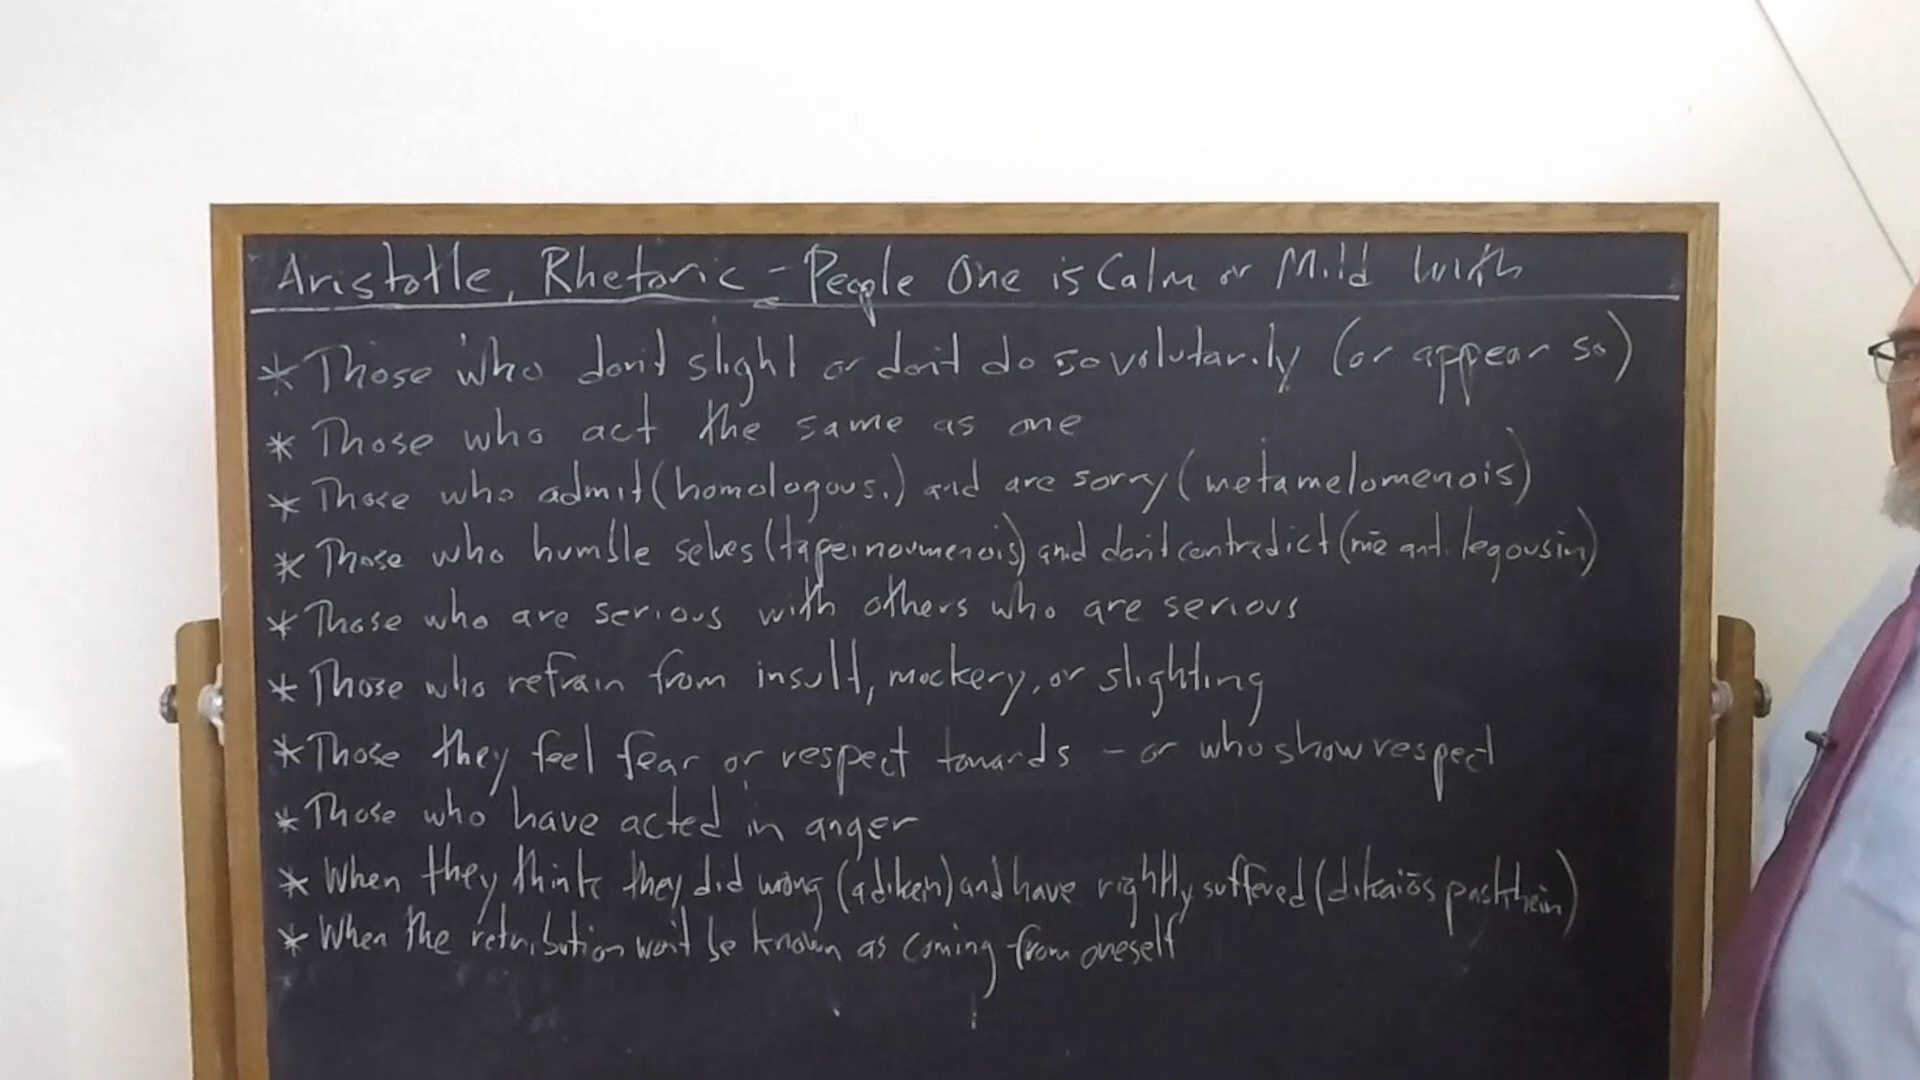 Aristotle, Rhetoric - People One is Calm or Mild With
* Those who don't slight or don't do so volutarily (or appear so)
* Those who act the same as one
* Those who admit (homologous.) and are sorry (metamelomenois)
* Those who humble selves (tapeinoumenois) and don't contradict (mē anti legousin)
* Those who are serious with others who are serious
* Those who refrain from insult, mockery, or slighting
* Those they feel fear or respect towards - or who show respect
* Those who have acted in anger
* When they think they did wrong (adikein) and have rightly suffered (dikaiōs paskhein)
* When the retribution won't be known as coming from oneself